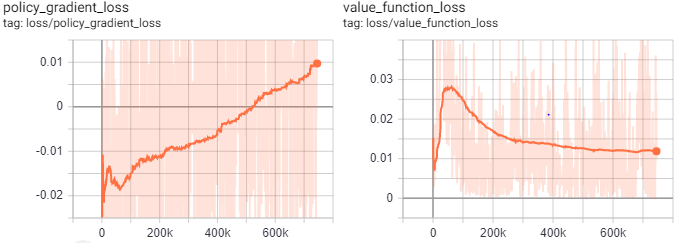 policy_gradient_loss
tag: loss/policy_gradient_loss
0.01
0
-0.01
-0.02
0 200k 400k 600k
value_function_loss
tag: loss/value_function_loss
0.03
0.02
0.01
0
0 200k 400k 600k